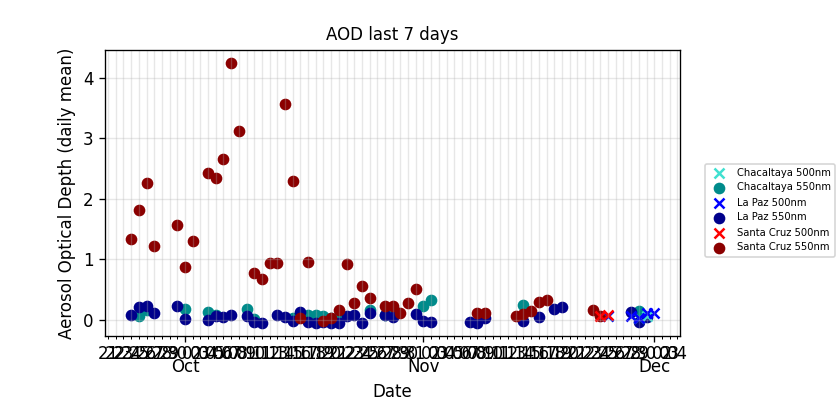 AOD last 7 days
Aerosol Optical Depth (daily mean)
4
3
2
1
0
Oct
Nov
Dec
Date
Chacaltaya 500nm
Chacaltaya 550nm
La Paz 500nm
La Paz 550nm
Santa Cruz 500nm
Santa Cruz 550nm